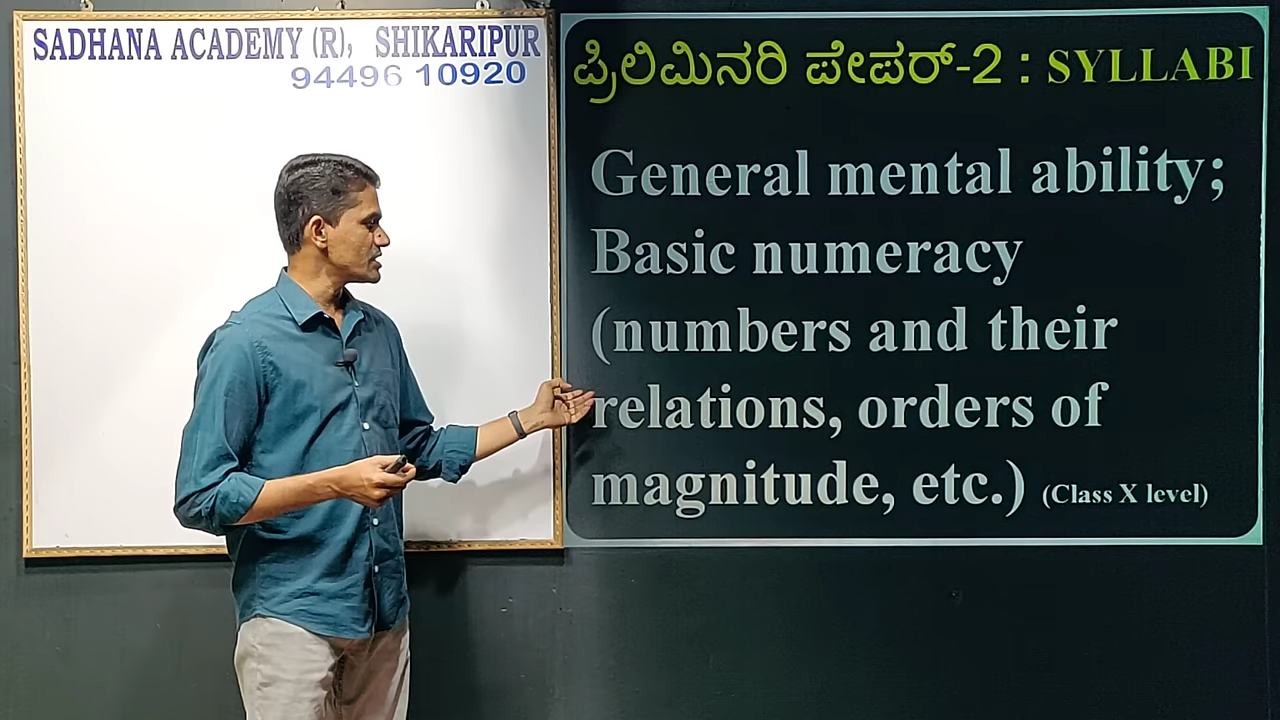 SADHANA ACADEMY (R), SHIKARIPUR
94496 10920
ಪ್ರಿಲಿಮಿನರಿ ಪೇಪರ್-2 : SYLLABI
General mental ability;
Basic numeracy
(numbers and their
relations, orders of
magnitude, etc.) (Class X level)